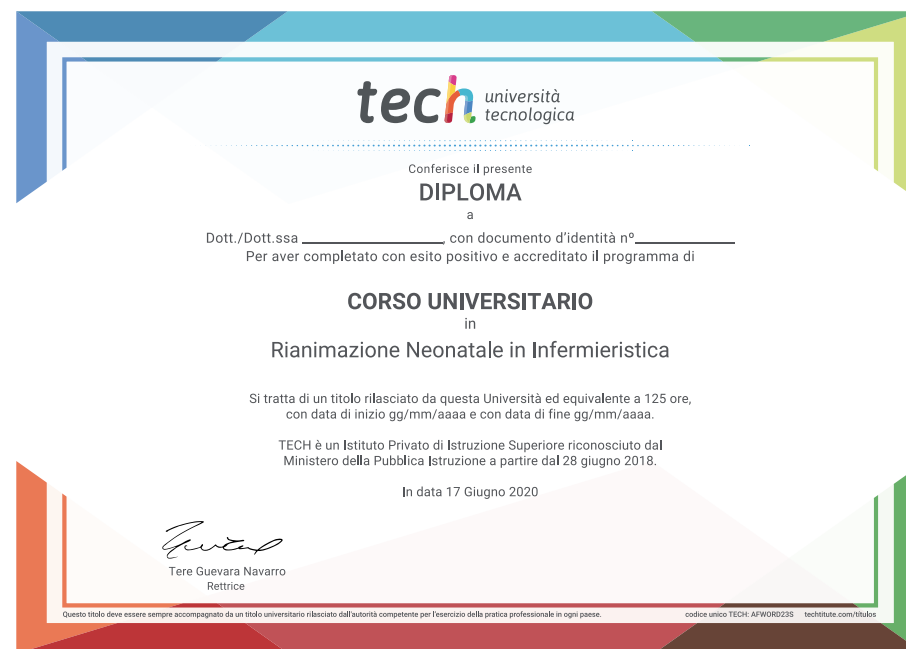 tech università
tecnologica
Conferisce il presente
DIPLOMA
a
Dott./Dott.ssa ____________________, con documento d'identità nº______________
Per aver completato con esito positivo e accreditato il programma di
CORSO UNIVERSITARIO
in
Rianimazione Neonatale in Infermieristica
Si tratta di un titolo rilasciato da questa Università ed equivalente a 125 ore,
con data di inizio gg/mm/aaaa e con data di fine gg/mm/aaaa.
TECH è un Istituto Privato di Istruzione Superiore riconosciuto dal
Ministero della Pubblica Istruzione a partire dal 28 giugno 2018.
In data 17 Giugno 2020
Tere Guevara Navarro
Rettrice
Questo titolo deve essere sempre accompagnato da un titolo universitario rilasciato dall'autorità competente per l'esercizio della pratica professionale in ogni paese. codice unico TECH: AFWORD23S techtitute.com/títulos